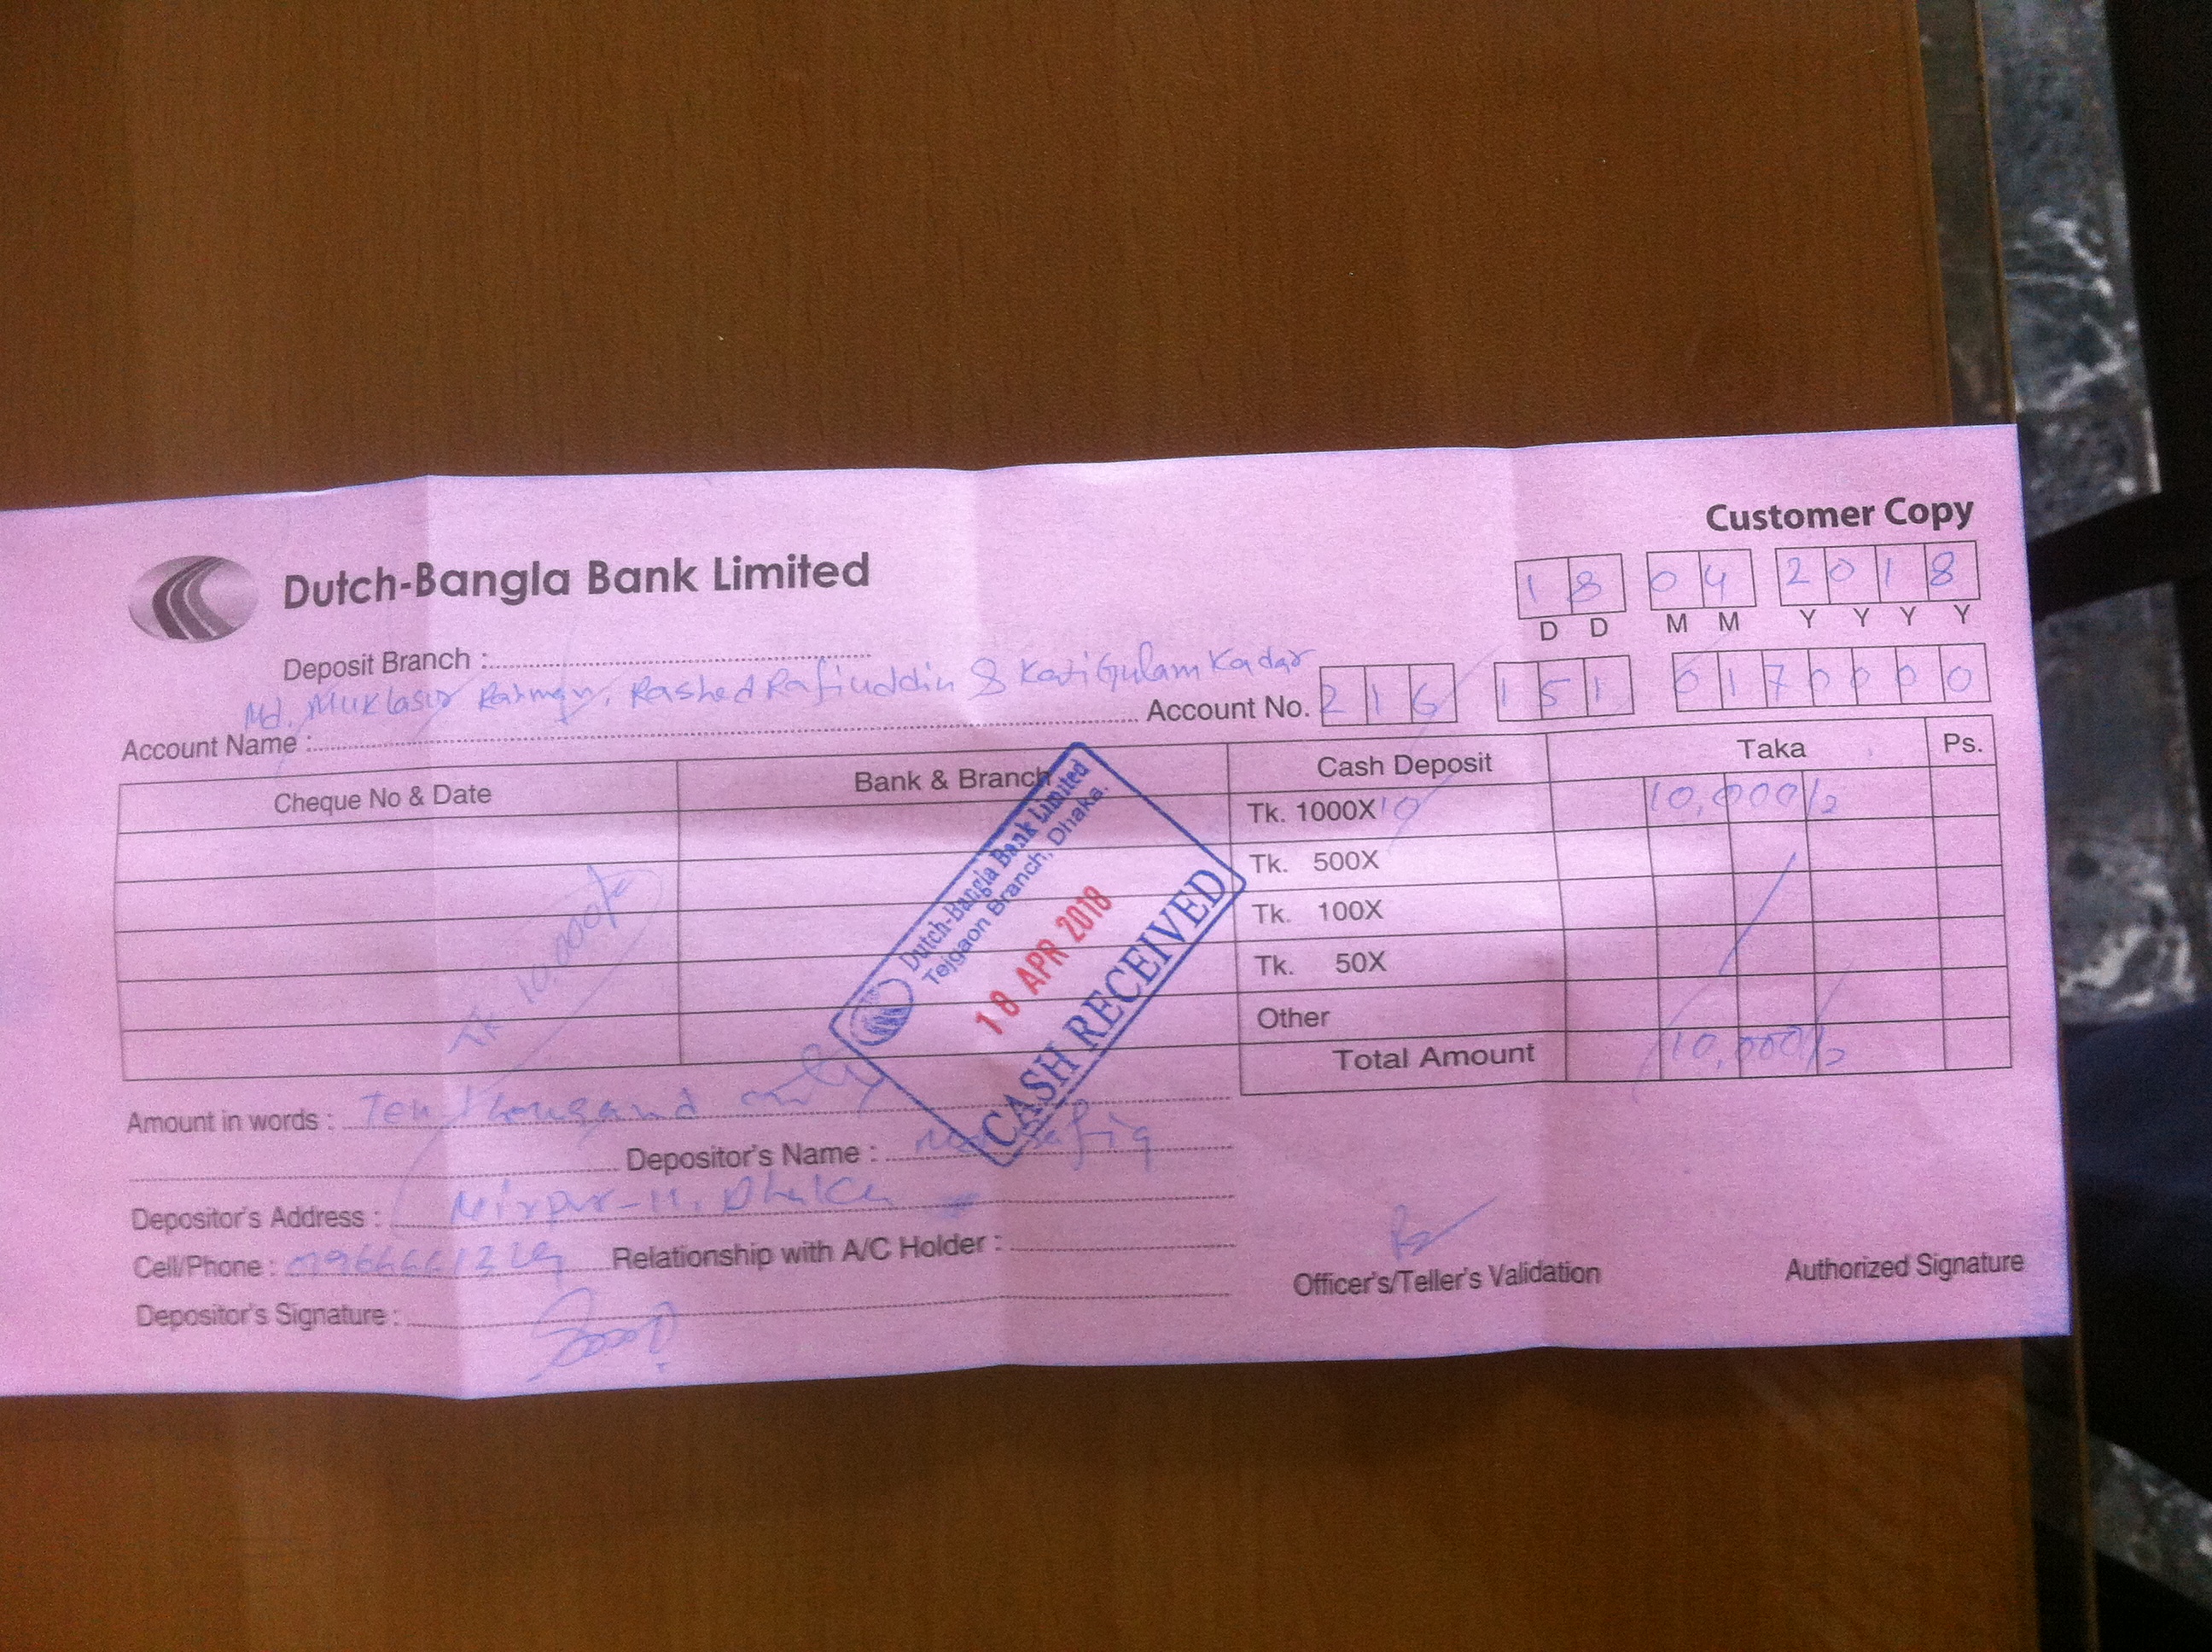 Dutch-Bangla Bank Limited
Customer Copy
18 04 2018
D D M M Y Y Y Y
Deposit Branch :
Md. Muklasur Rahman, Rashed Rafiuddin & Kazi Gulam Kadar
Account Name : Account No. 216 151 0170000
Cheque No & Date Bank & Branch Cash Deposit Taka Ps.
Tk. 1000X 10 10,000/=
Tk. 500X
Tk. 100X
Tk. 50X
Other
Total Amount 10,000/=
Tk 10,000/=
Dutch-Bangla Bank Limited
Tejgaon Branch, Dhaka.
18 APR 2018
CASH RECEIVED
Amount in words : Ten thousand only
Depositor's Name :
Depositor's Address : Mirpur-11, Dhaka
Cell/Phone : Relationship with A/C Holder :
Depositor's Signature :
Officer's/Teller's Validation Authorized Signature